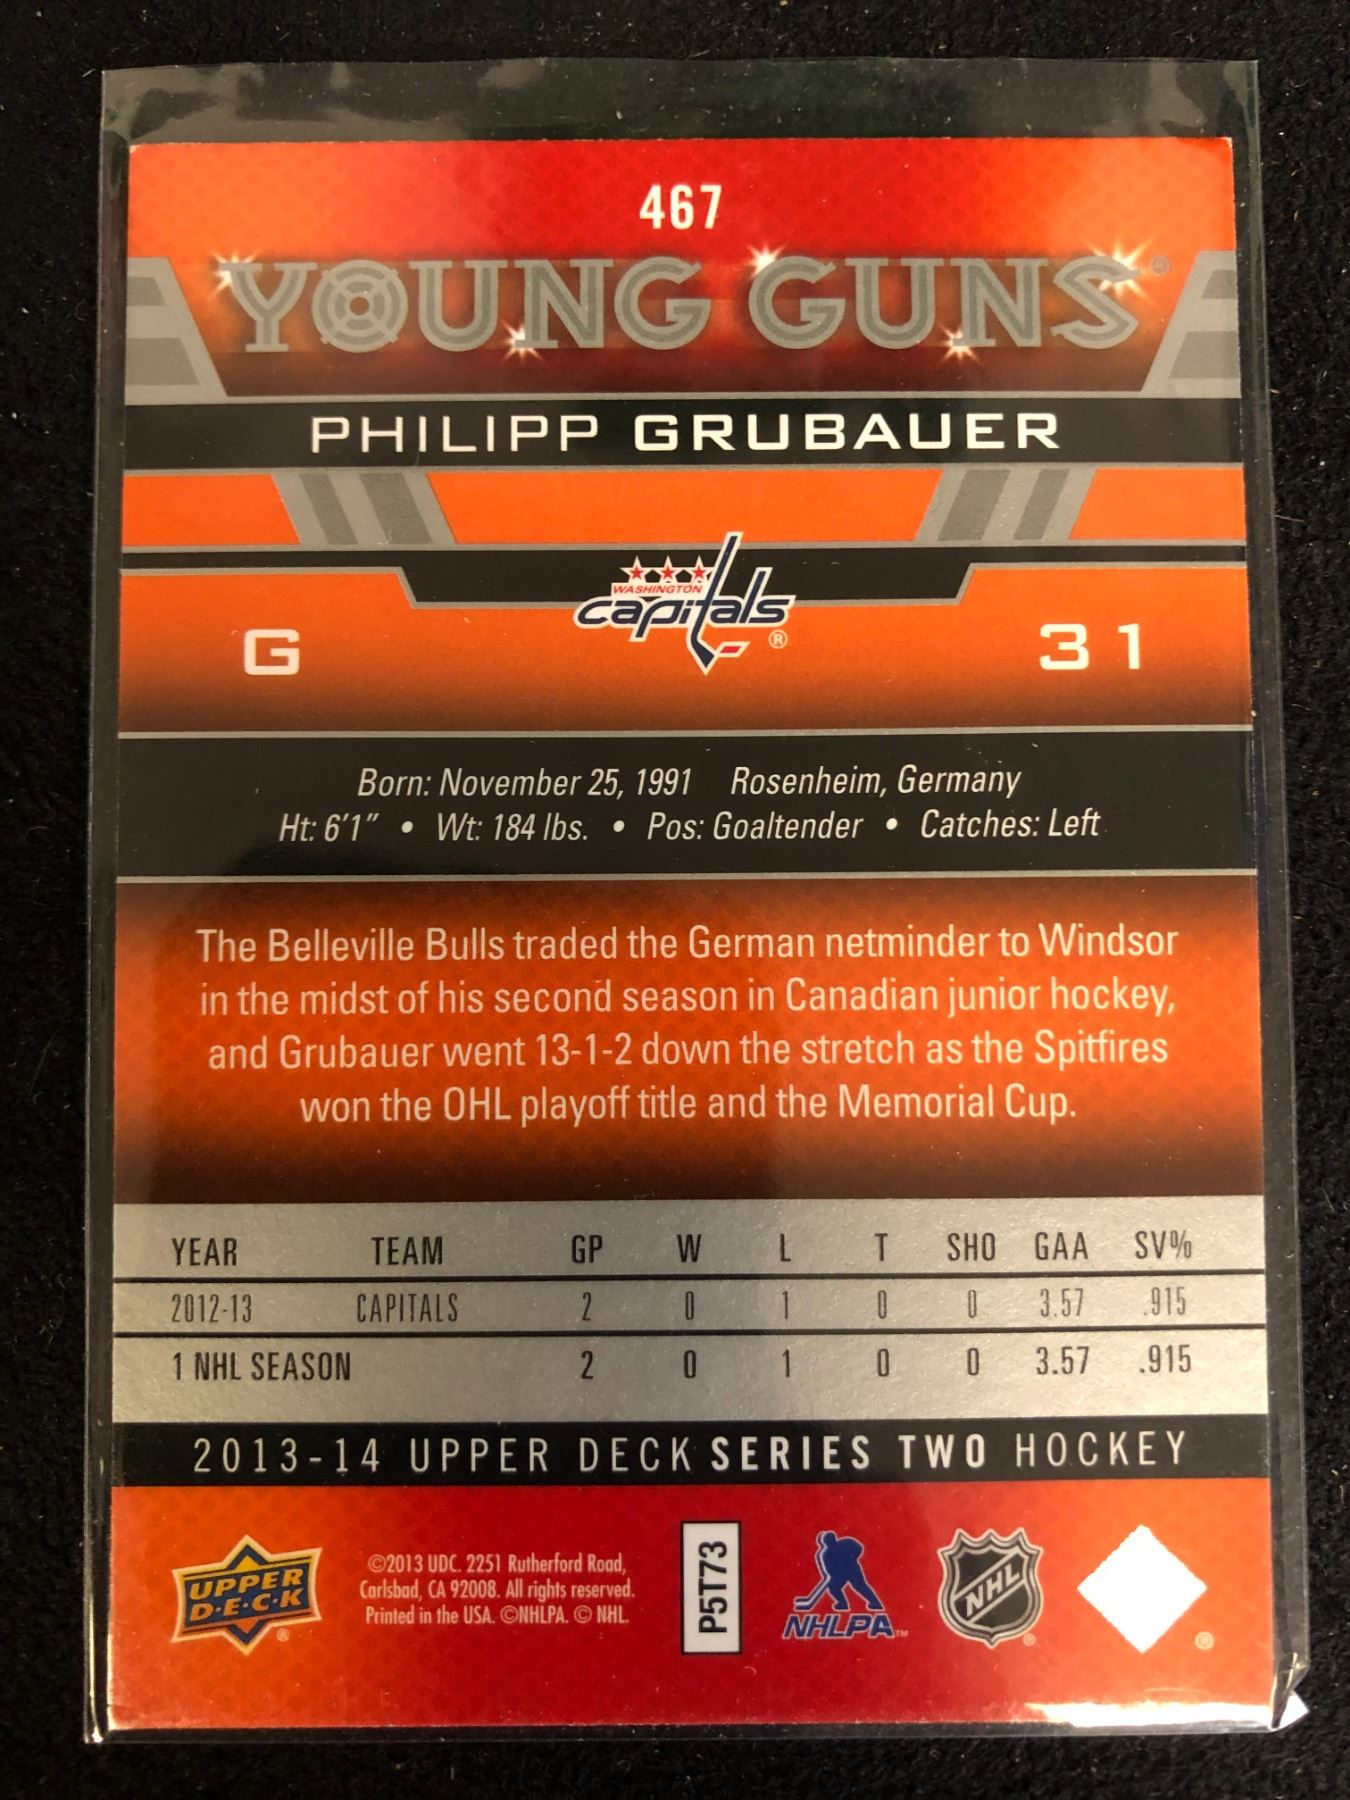 467
YOUNG GUNS®
PHILIPP GRUBAUER
WASHINGTON
capitals®
G
31
Born: November 25, 1991 Rosenheim, Germany
Ht: 6'1" • Wt: 184 lbs. • Pos: Goaltender • Catches: Left
The Belleville Bulls traded the German netminder to Windsor
in the midst of his second season in Canadian junior hockey,
and Grubauer went 13-1-2 down the stretch as the Spitfires
won the OHL playoff title and the Memorial Cup.
YEAR TEAM GP W L T SHO GAA SV%
2012-13 CAPITALS 2 0 1 0 0 3.57 .915
1 NHL SEASON 2 0 1 0 0 3.57 .915
2013-14 UPPER DECK SERIES TWO HOCKEY
UPPER
D·E·C·K®
©2013 UDC. 2251 Rutherford Road,
Carlsbad, CA 92008. All rights reserved.
Printed in the USA. ©NHLPA. © NHL.
P5T73
NHLPA™
NHL®
®